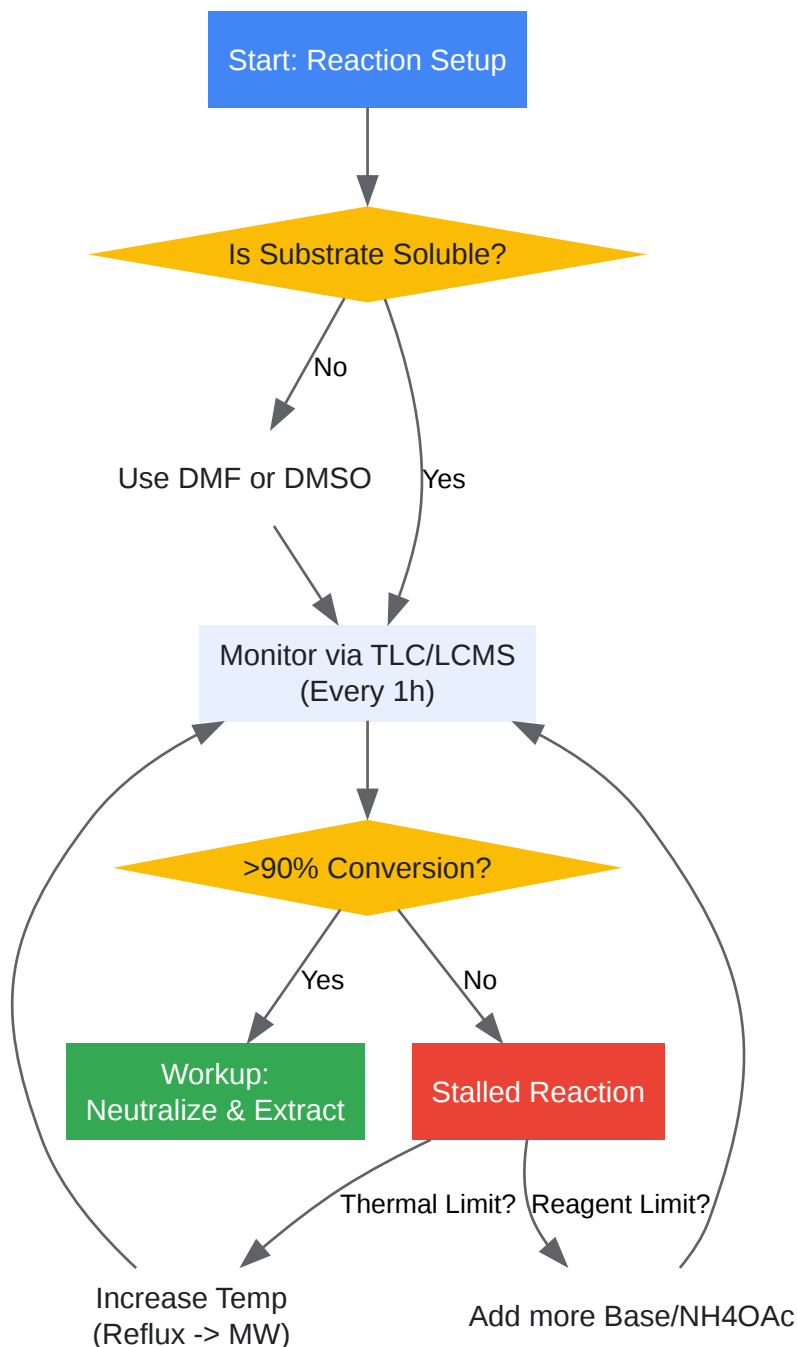 Start: Reaction Setup
Is Substrate Soluble?
No
Use DMF or DMSO
Yes
Monitor via TLC/LCMS
(Every 1h)
>90% Conversion?
Yes
No
Workup:
Neutralize & Extract
Stalled Reaction
Thermal Limit?
Reagent Limit?
Increase Temp
(Reflux -> MW)
Add more Base/NH4OAc